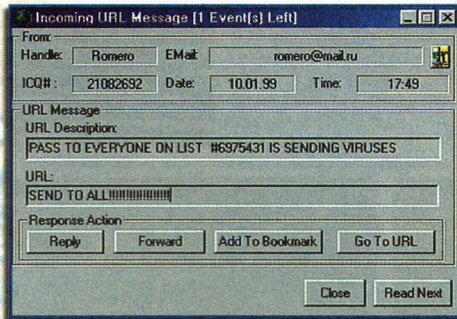 Incoming URL Message [1 Event(s) Left]
From:
Handle: Romero EMail: romero@mail.ru
ICQ#: 21082692 Date: 10.01.99 Time: 17:49
URL Message
URL Description:
PASS TO EVERYONE ON LIST #6975431 IS SENDING VIRUSES
URL:
SEND TO ALL!!!!!!!!!!!!!!!!!!!
Response Action
Reply Forward Add To Bookmark Go To URL
Close Read Next